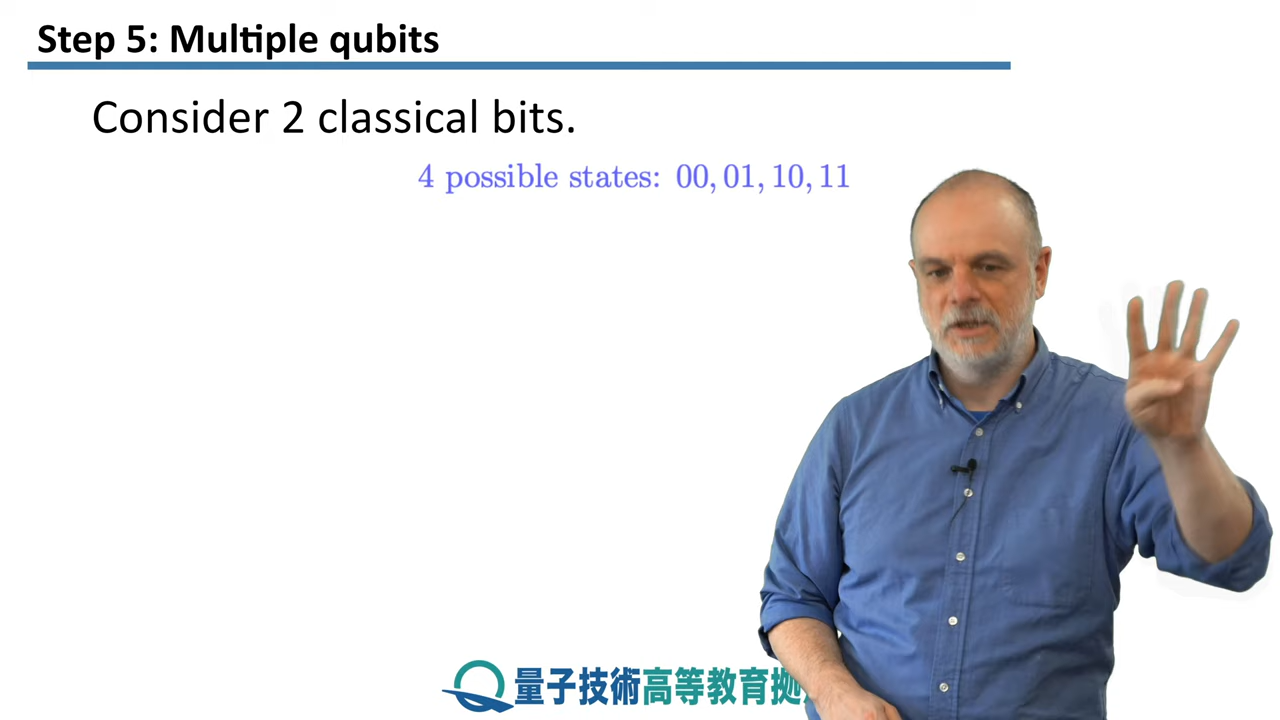 Step 5: Multiple qubits
Consider 2 classical bits.
4 possible states: 00, 01, 10, 11
量子技術高等教育拠